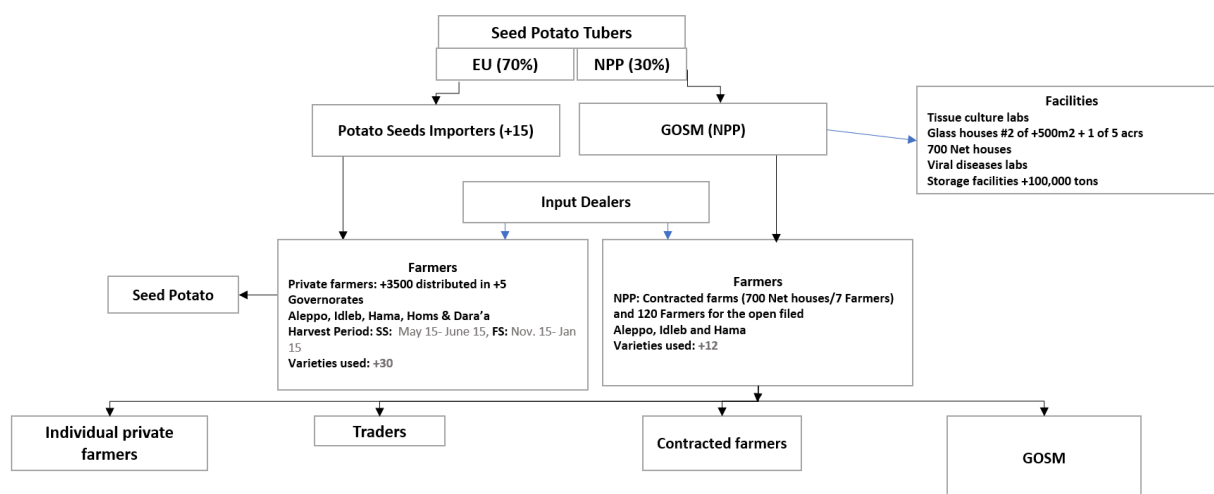 Seed Potato Tubers
EU (70%)
NPP (30%)
Potato Seeds Importers (+15)
GOSM (NPP)
Facilities
Tissue culture labs
Glass houses #2 of +500m2 + 1 of 5 acrs
700 Net houses
Viral diseases labs
Storage facilities +100,000 tons
Input Dealers
Seed Potato
Farmers
Private farmers: +3500 distributed in +5
Governorates
Aleppo, Idleb, Hama, Homs & Dara’a
Harvest Period: SS: May 15- June 15, FS: Nov. 15- Jan
15
Varieties used: +30
Farmers
NPP: Contracted farms (700 Net houses/7 Farmers)
and 120 Farmers for the open filed
Aleppo, Idleb and Hama
Varieties used: +12
Individual private
farmers
Traders
Contracted farmers
GOSM